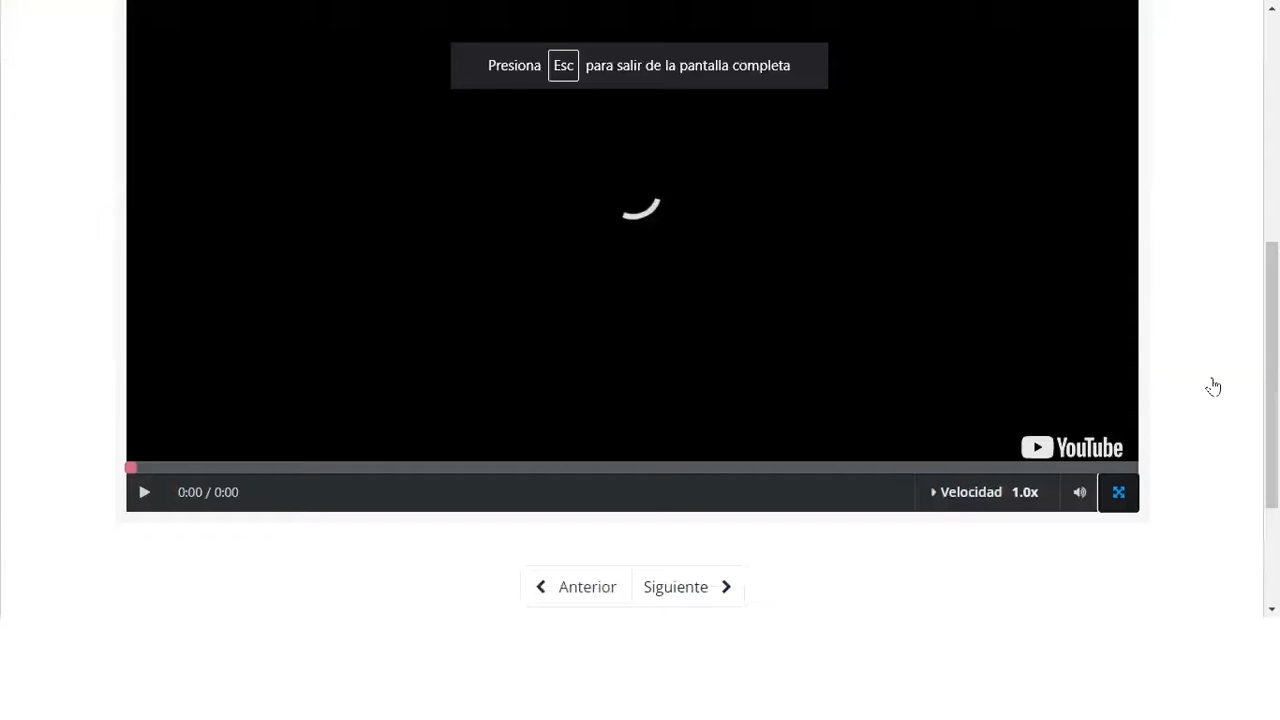 Presiona Esc para salir de la pantalla completa
YouTube
0:00 / 0:00 Velocidad 1.0x
Anterior Siguiente